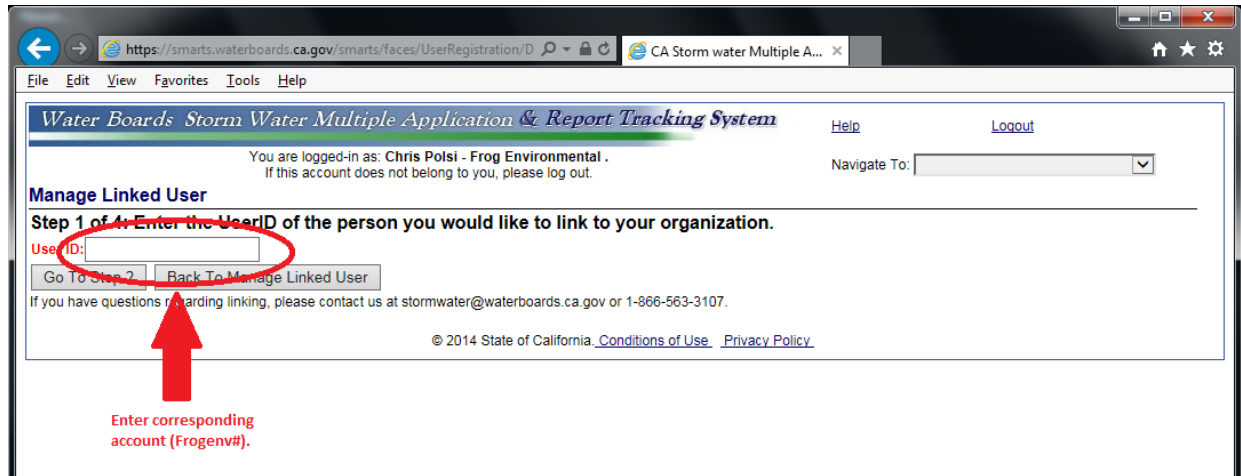 https://smarts.waterboards.ca.gov/smarts/faces/UserRegistration/D
CA Storm water Multiple A...
File Edit View Favorites Tools Help
Water Boards Storm Water Multiple Application & Report Tracking System
Help
Logout
You are logged-in as: Chris Polsi - Frog Environmental .
If this account does not belong to you, please log out.
Navigate To:
Manage Linked User
Step 1 of 4: Enter the UserID of the person you would like to link to your organization.
User ID:
Go To Step 2
Back To Manage Linked User
If you have questions regarding linking, please contact us at stormwater@waterboards.ca.gov or 1-866-563-3107.
© 2014 State of California. Conditions of Use Privacy Policy
Enter corresponding
account (Frogenv#).